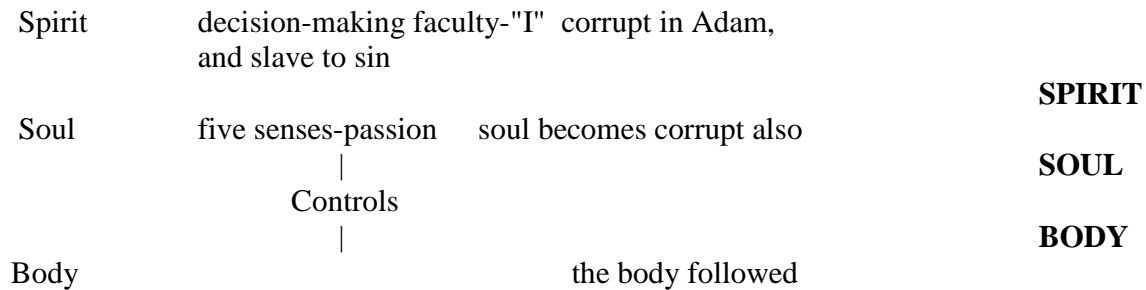 Spirit decision-making faculty-"I" corrupt in Adam,
and slave to sin
SPIRIT
Soul five senses-passion soul becomes corrupt also
| SOUL
Controls
| BODY
Body the body followed